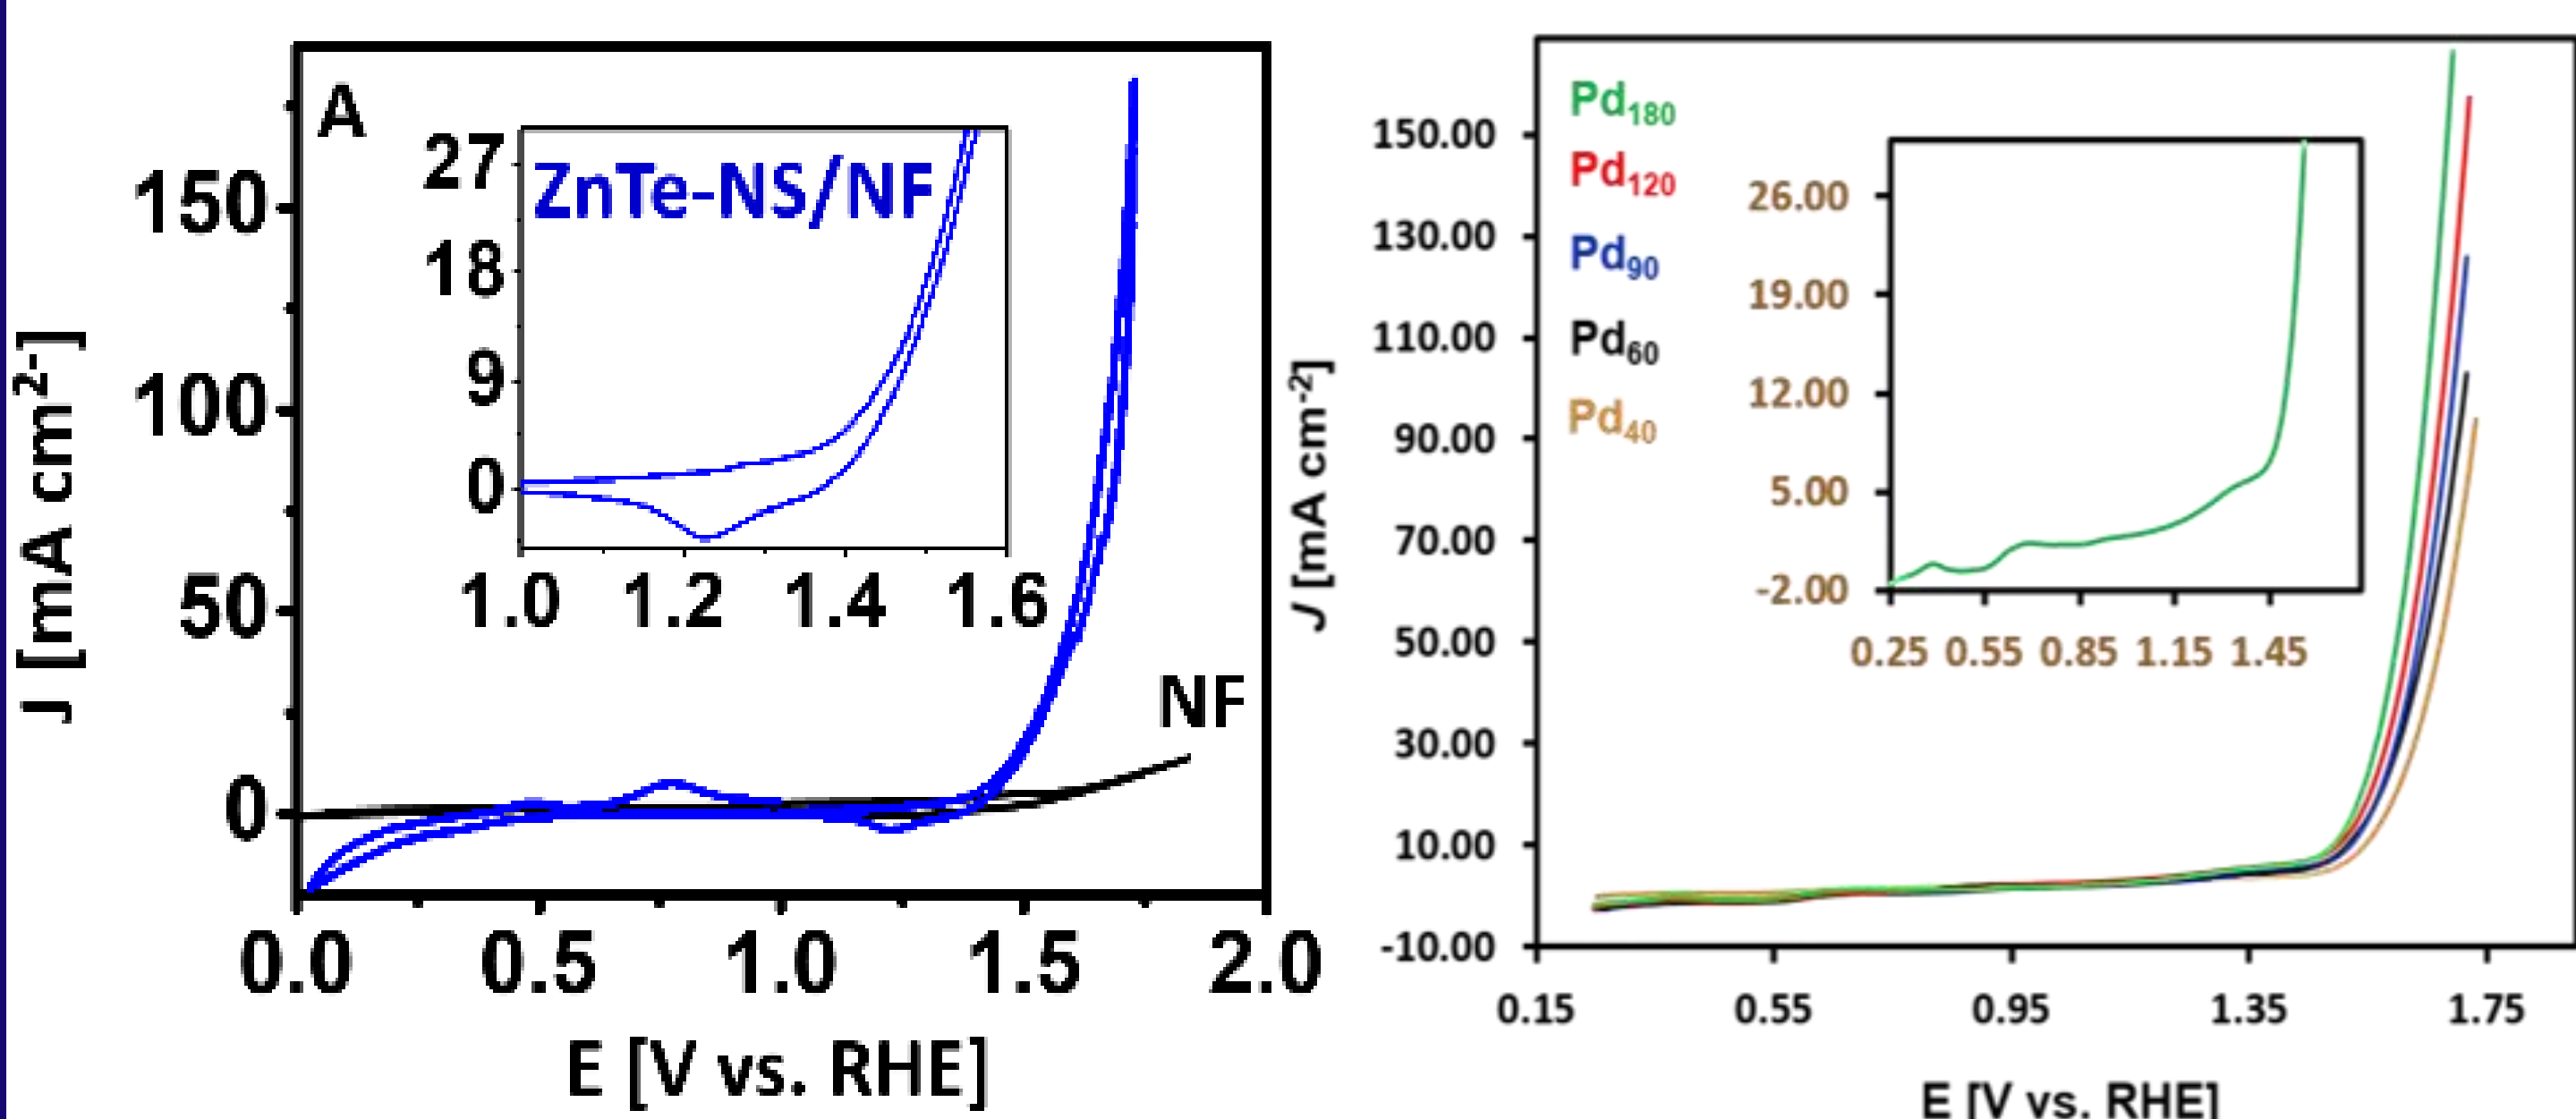 A
ZnTe-NS/NF
27
18
9
0
1.0 1.2 1.4 1.6
150
100
50
0
NF
0.0 0.5 1.0 1.5 2.0
J [mA cm²⁻]
E [V vs. RHE]
Pd₁₈₀
Pd₁₂₀
Pd₉₀
Pd₆₀
Pd₄₀
26.00
19.00
12.00
5.00
-2.00
0.25 0.55 0.85 1.15 1.45
150.00
130.00
110.00
90.00
70.00
50.00
30.00
10.00
-10.00
0.15 0.55 0.95 1.35 1.75
J [mA cm⁻²]
E [V vs. RHE]